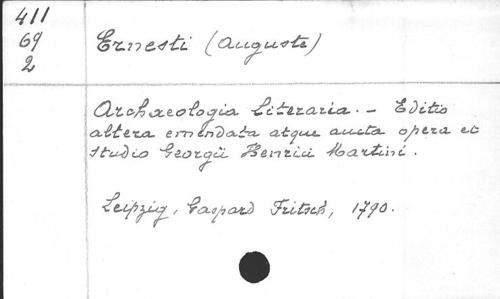 411
69
2
Ernesti (Auguste)
Archaeologia Literaria. - Editio
altera emendata atque aucta opera et
studio Georgii Henrici Martini.
Leipzig, Gaspard Fritsch, 1790.